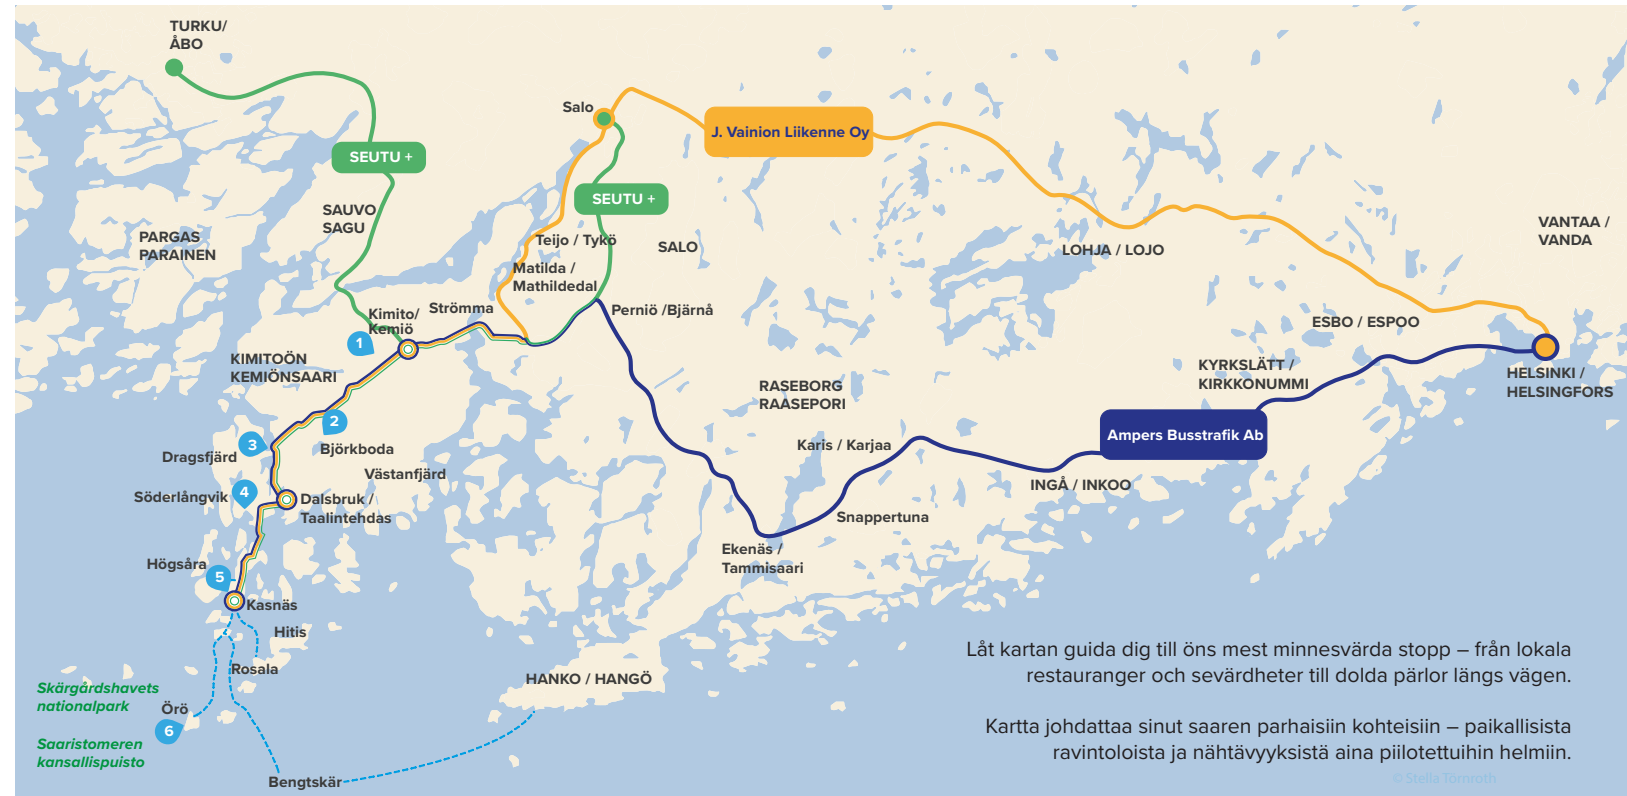 TURKU/
ÅBO
Salo
J. Vainion Liikenne Oy
SEUTU +
SEUTU +
SAUVO
SAGU
PARGAS
PARAINEN
Teijo / Tykö
SALO
Matilda /
Mathildedal
LOHJA / LOJO
VANTAA /
VANDA
Kimito/
Kemiö
Strömma
Perniö /Bjärnå
1
KIMITOÖN
KEMIÖNSAARI
ESBO / ESPOO
KYRKSLÄTT /
KIRKKONUMMI
HELSINKI /
HELSINGFORS
RASEBORG
RAASEPORI
2
3
Björkboda
Dragsfjärd
Västanfjärd
Karis / Karjaa
Ampers Busstrafik Ab
INGÅ / INKOO
Söderlångvik
4
Dalsbruk /
Taalintehdas
Snappertuna
Ekenäs /
Tammisaari
Högsåra
5
Kasnäs
Hitis
Rosala
HANKO / HANGÖ
Skärgårdshavets
nationalpark
Örö
6
Saaristomeren
kansallispuisto
Bengtskär
Låt kartan guida dig till öns mest minnesvärda stopp – från lokala
restauranger och sevärdheter till dolda pärlor längs vägen.
Kartta johdattaa sinut saaren parhaisiin kohteisiin – paikallisista
ravintoloista ja nähtävyyksistä aina piilotettuihin helmiin.
© Stella Törnroth